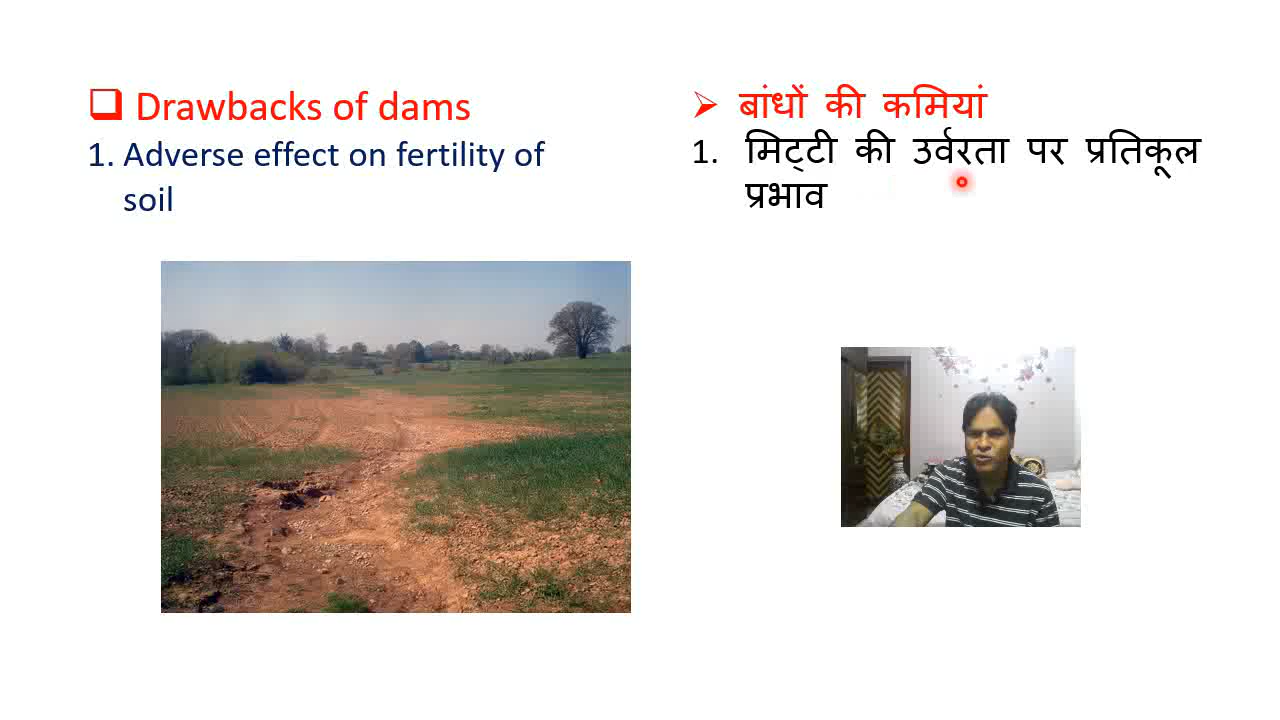 Drawbacks of dams
1. Adverse effect on fertility of
soil
बांधों की कमियां
1. मिट्टी की उर्वरता पर प्रतिकूल
प्रभाव